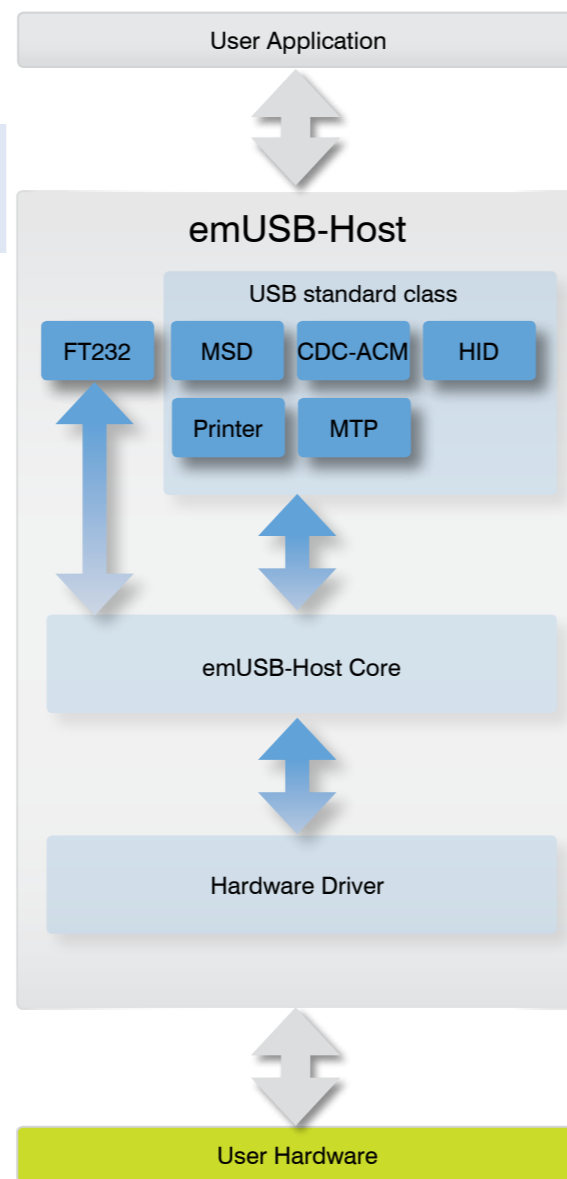 User Application
emUSB-Host
USB standard class
FT232
MSD
CDC-ACM
HID
Printer
MTP
emUSB-Host Core
Hardware Driver
User Hardware